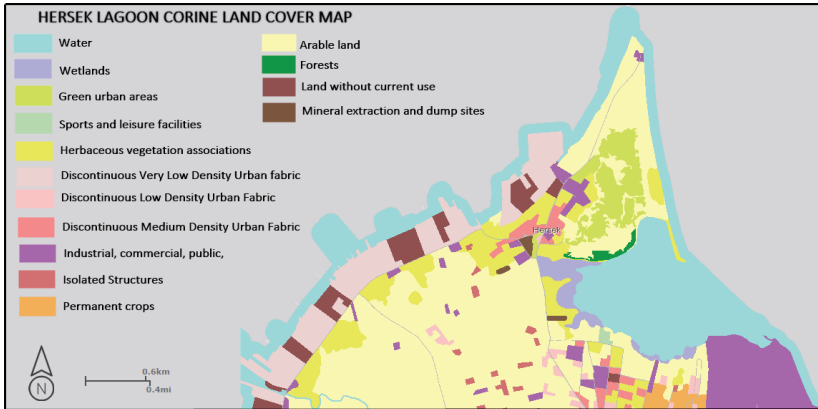 HERSEK LAGOON CORINE LAND COVER MAP
Water
Wetlands
Green urban areas
Sports and leisure facilities
Herbaceous vegetation associations
Discontinuous Very Low Density Urban fabric
Discontinuous Low Density Urban Fabric
Discontinuous Medium Density Urban Fabric
Industrial, commercial, public,
Isolated Structures
Permanent crops
Arable land
Forests
Land without current use
Mineral extraction and dump sites
Hersek
N
0.6km
0.4mi